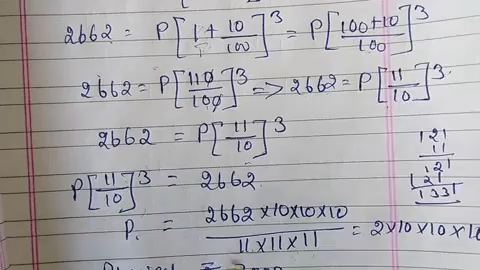 2662 = P[1 + 10/100]^3 = P[100+10/100]^3
2662 = P[110/100]^3 => 2662 = P[11/10]^3
2662 = P[11/10]^3
P[11/10]^3 = 2662
P = 2662×10×10×10/11×11×11 = 2×10×10×10
121
11
121
121
1331